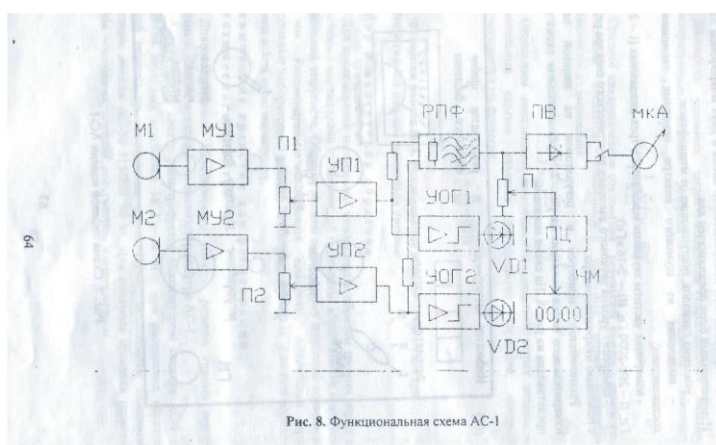 РПФ ПВ мкА
М1 МУ1 П1 УП1 УОГ1 П ПЦ
М2 МУ2 П2 УП2 УОГ2 VD1 ЧМ
00,00
VD2
64
Рис. 8. Функциональная схема АС-1